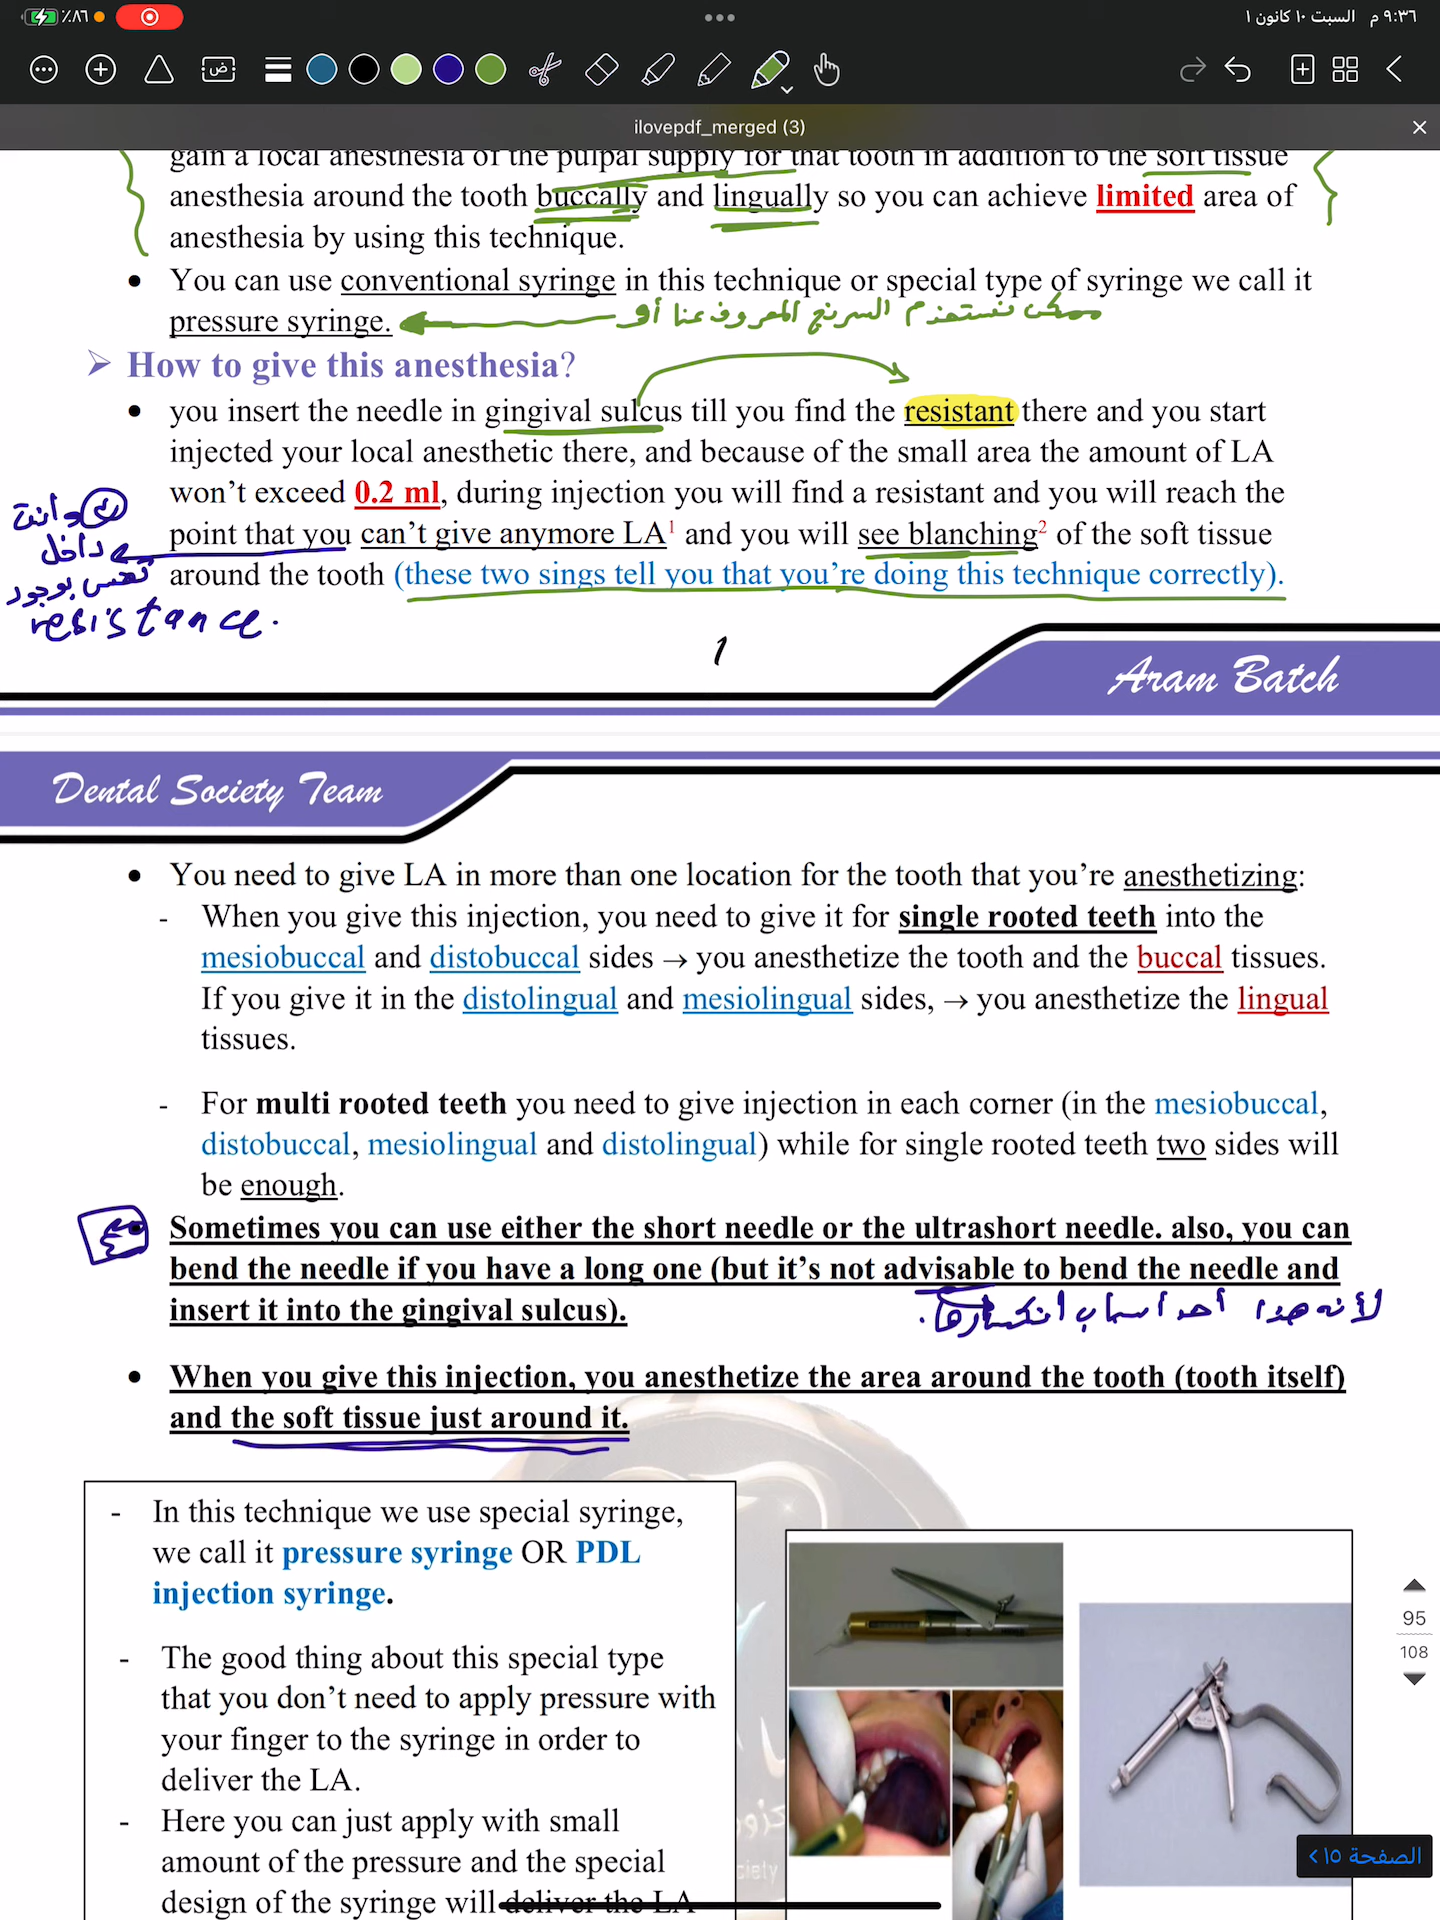 ٪٨٦
٩:٣٦ م السبت ١٠ كانون ١
ض
ilovepdf_merged (3)
gain a local anesthesia of the pulpal supply for that tooth in addition to the soft tissue
anesthesia around the tooth buccally and lingually so you can achieve limited area of
anesthesia by using this technique.
• You can use conventional syringe in this technique or special type of syringe we call it
pressure syringe.
ممكن نستخدم السرنج المعروف عنا أو
➢ How to give this anesthesia?
• you insert the needle in gingival sulcus till you find the resistant there and you start
injected your local anesthetic there, and because of the small area the amount of LA
won’t exceed 0.2 ml, during injection you will find a resistant and you will reach the
point that you can’t give anymore LA1 and you will see blanching2 of the soft tissue
around the tooth (these two sings tell you that you’re doing this technique correctly).
وانت
داخل
تحس بوجود
resistance.
1
Aram Batch
Dental Society Team
• You need to give LA in more than one location for the tooth that you’re anesthetizing:
- When you give this injection, you need to give it for single rooted teeth into the
mesiobuccal and distobuccal sides → you anesthetize the tooth and the buccal tissues.
If you give it in the distolingual and mesiolingual sides, → you anesthetize the lingual
tissues.
- For multi rooted teeth you need to give injection in each corner (in the mesiobuccal,
distobuccal, mesiolingual and distolingual) while for single rooted teeth two sides will
be enough.
Sometimes you can use either the short needle or the ultrashort needle. also, you can
bend the needle if you have a long one (but it’s not advisable to bend the needle and
insert it into the gingival sulcus).
لأنه هذا أحد أسباب انكسارها.
• When you give this injection, you anesthetize the area around the tooth (tooth itself)
and the soft tissue just around it.
- In this technique we use special syringe,
we call it pressure syringe OR PDL
injection syringe.
- The good thing about this special type
that you don’t need to apply pressure with
your finger to the syringe in order to
deliver the LA.
- Here you can just apply with small
amount of the pressure and the special
design of the syringe will deliver the LA
95
108
الصفحة ١٥